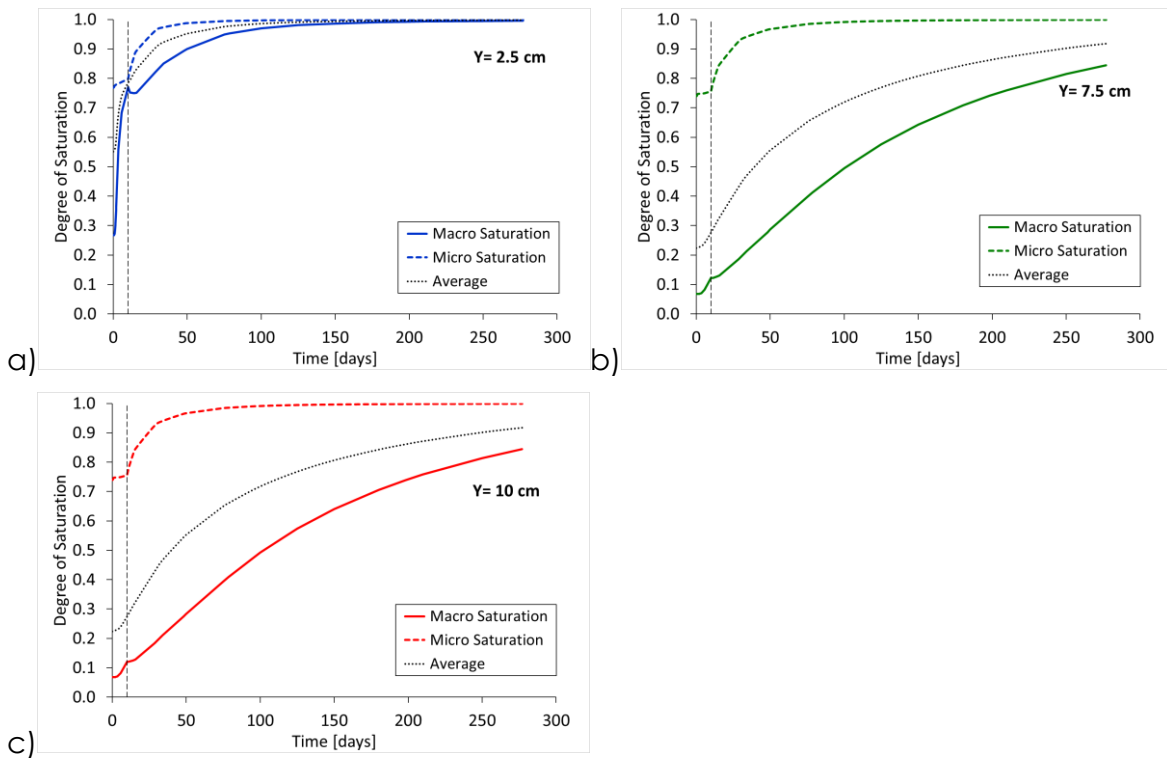 1.0
0.9
0.8
0.7
0.6
0.5
0.4
0.3
0.2
0.1
0.0
Degree of Saturation
Y= 2.5 cm
Macro Saturation
Micro Saturation
Average
0 50 100 150 200 250 300
Time [days]
a)
1.0
0.9
0.8
0.7
0.6
0.5
0.4
0.3
0.2
0.1
0.0
Degree of Saturation
Y= 7.5 cm
Macro Saturation
Micro Saturation
Average
0 50 100 150 200 250 300
Time [days]
b)
1.0
0.9
0.8
0.7
0.6
0.5
0.4
0.3
0.2
0.1
0.0
Degree of Saturation
Y= 10 cm
Macro Saturation
Micro Saturation
Average
0 50 100 150 200 250 300
Time [days]
c)